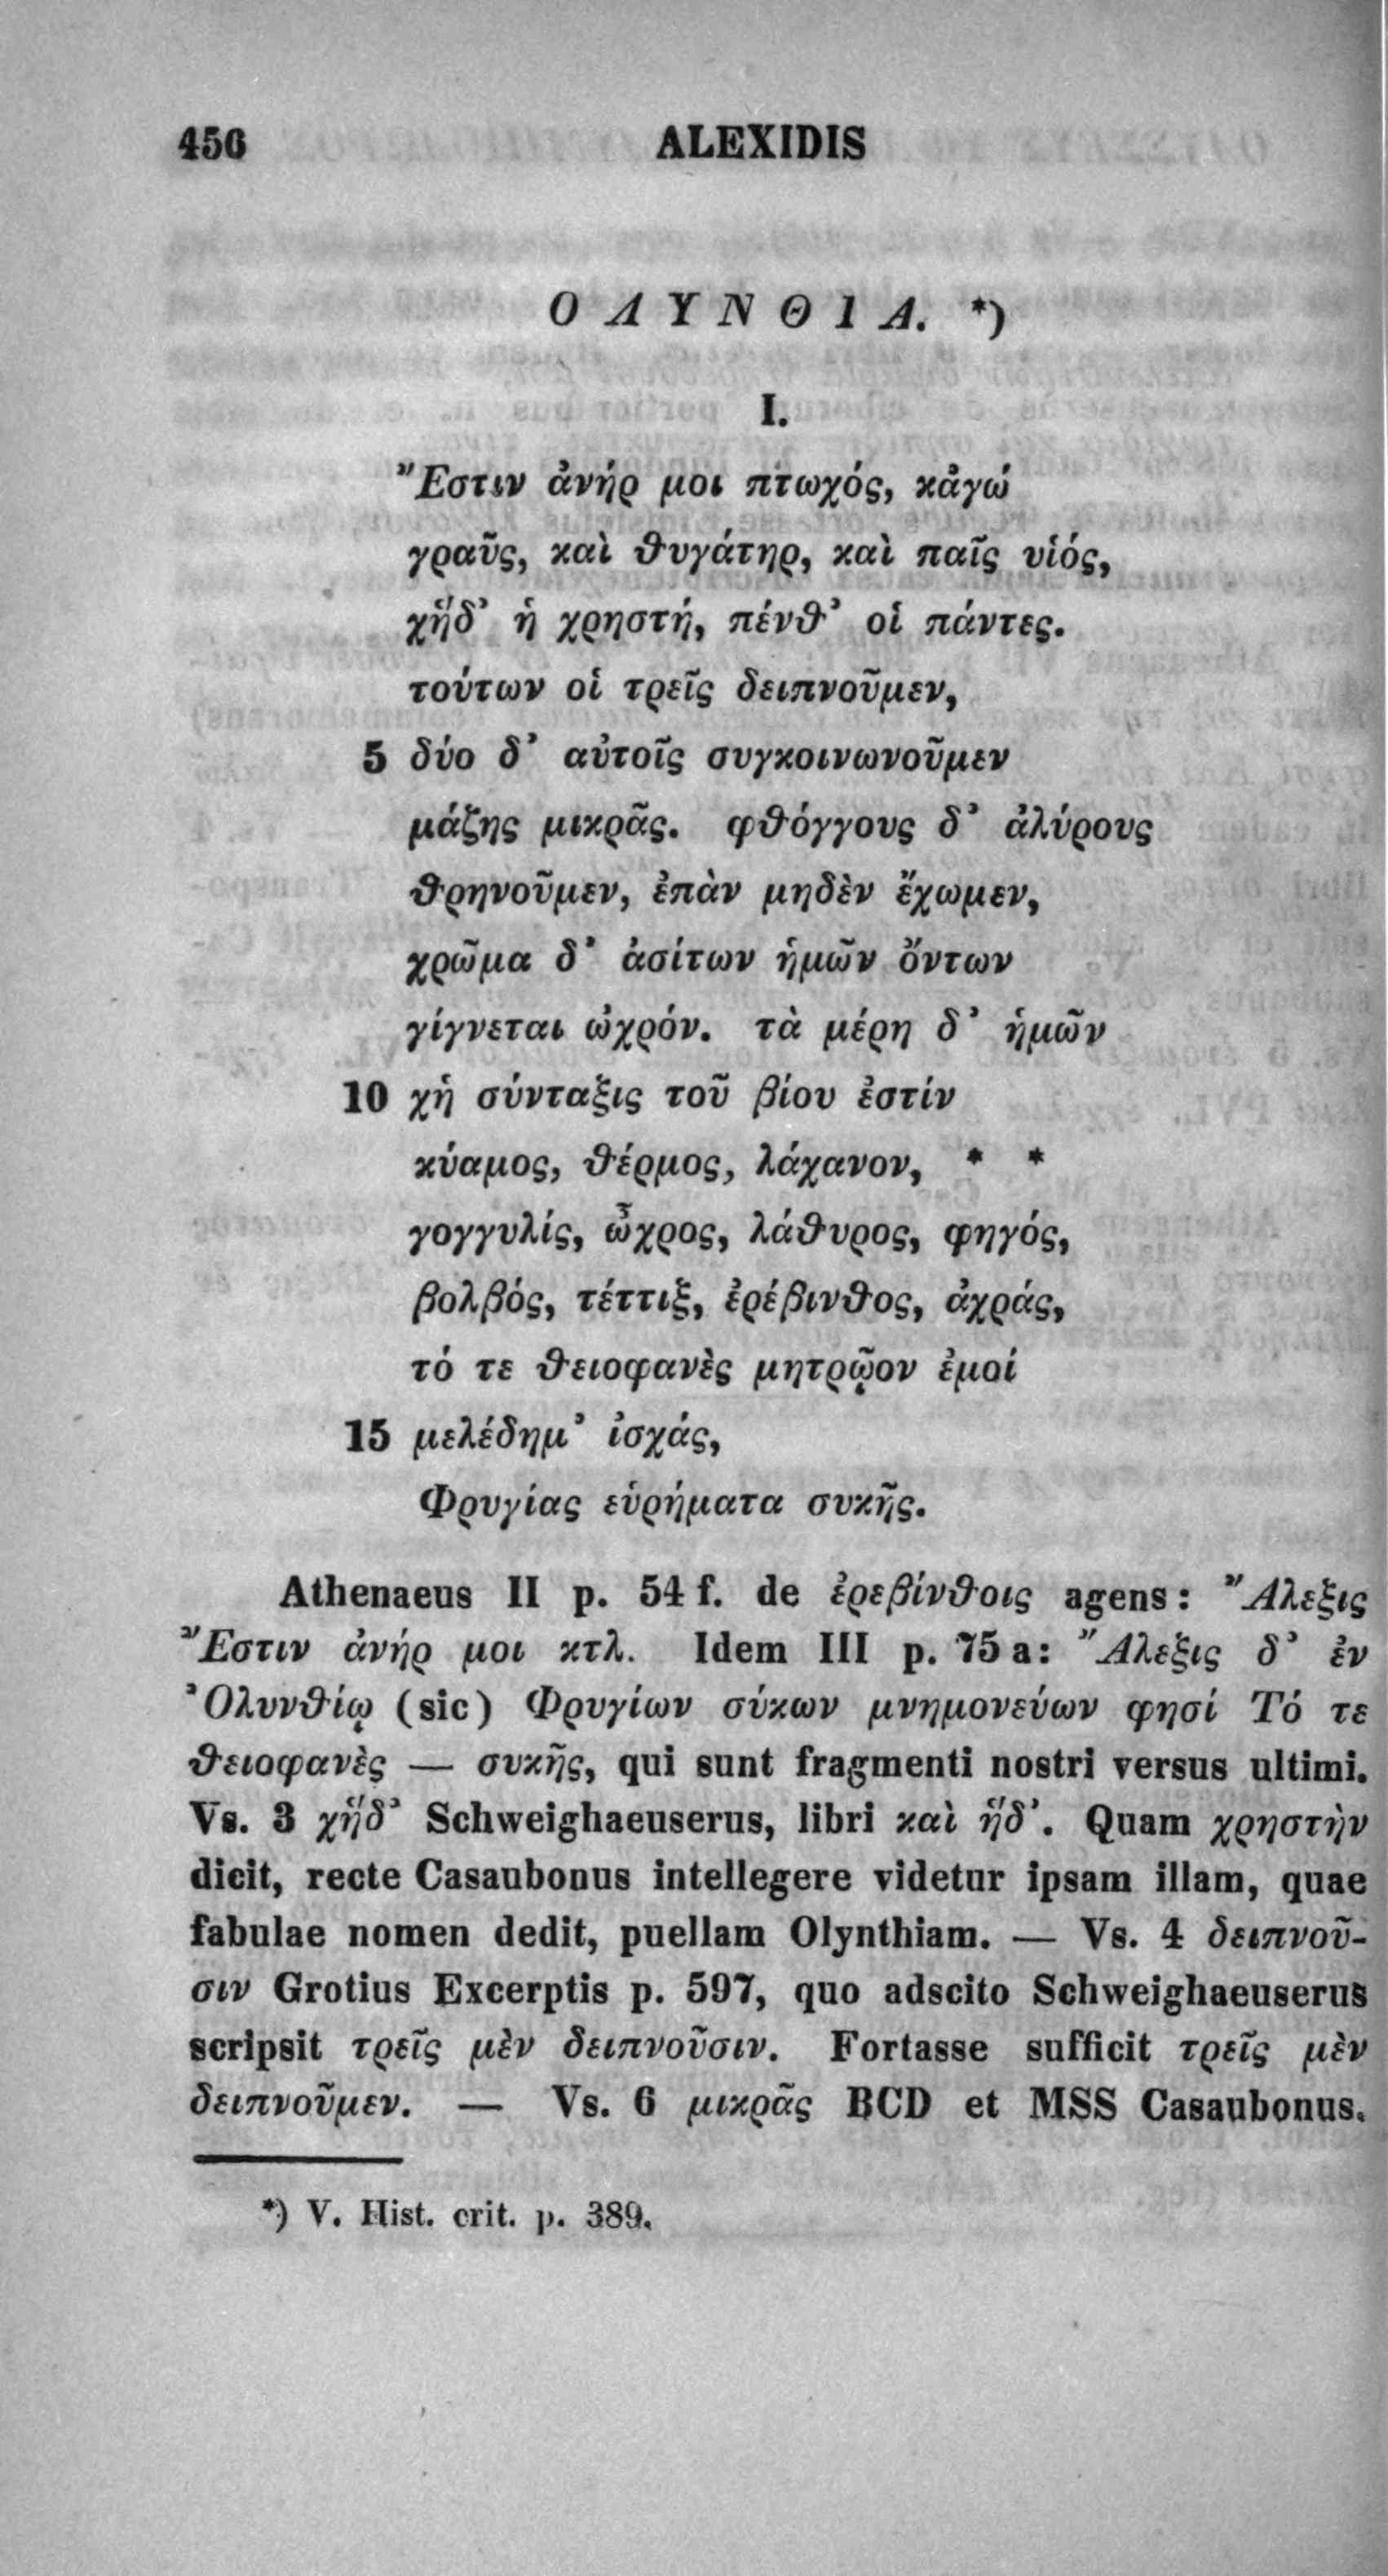 456 ALEXIDIS
ΟΛΥΝΘΙΑ. *)
I.
Ἔστιν ἀνήρ μοι πτωχός, κἀγώ
γραῦς, καὶ θυγάτηρ, καὶ παῖς υἱός,
χἤδ᾽ ἡ χρηστή, πένθ᾽ οἱ πάντες.
τούτων οἱ τρεῖς δειπνοῦμεν,
5 δύο δ᾽ αὐτοῖς συγκοινωνοῦμεν
μάζης μικρᾶς. φθόγγους δ᾽ ἀλύρους
θρηνοῦμεν, ἐπὰν μηδὲν ἔχωμεν,
χρῶμα δ᾽ ἀσίτων ἡμῶν ὄντων
γίγνεται ὠχρόν. τὰ μέρη δ᾽ ἡμῶν
10 χἡ σύνταξις τοῦ βίου ἐστίν
κύαμος, θέρμος, λάχανον, * *
γογγυλίς, ὦχρος, λάθυρος, φηγός,
βολβός, τέττιξ, ἐρέβινθος, ἀχράς,
τό τε θειοφανὲς μητρῷον ἐμοί
15 μελέδημ᾽ ἰσχάς,
Φρυγίας εὑρήματα συκῆς.
Athenaeus II p. 54 f. de ἐρεβίνθοις agens: Ἄλεξις
Ἔστιν ἀνήρ μοι κτλ. Idem III p. 75 a: Ἄλεξις δ᾽ ἐν
Ὀλυνθίῳ (sic) Φρυγίων σύκων μνημονεύων φησί Τό τε
θειοφανὲς — συκῆς, qui sunt fragmenti nostri versus ultimi.
Vs. 3 χἤδ᾽ Schweighaeuserus, libri καὶ ἤδ᾽. Quam χρηστὴν
dicit, recte Casaubonus intellegere videtur ipsam illam, quae
fabulae nomen dedit, puellam Olynthiam. — Vs. 4 δειπνοῦ-
σιν Grotius Excerptis p. 597, quo adscito Schweighaeuserus
scripsit τρεῖς μὲν δειπνοῦσιν. Fortasse sufficit τρεῖς μὲν
δειπνοῦμεν. — Vs. 6 μικρᾶς BCD et MSS Casaubonus.
*) V. Hist. crit. p. 389.